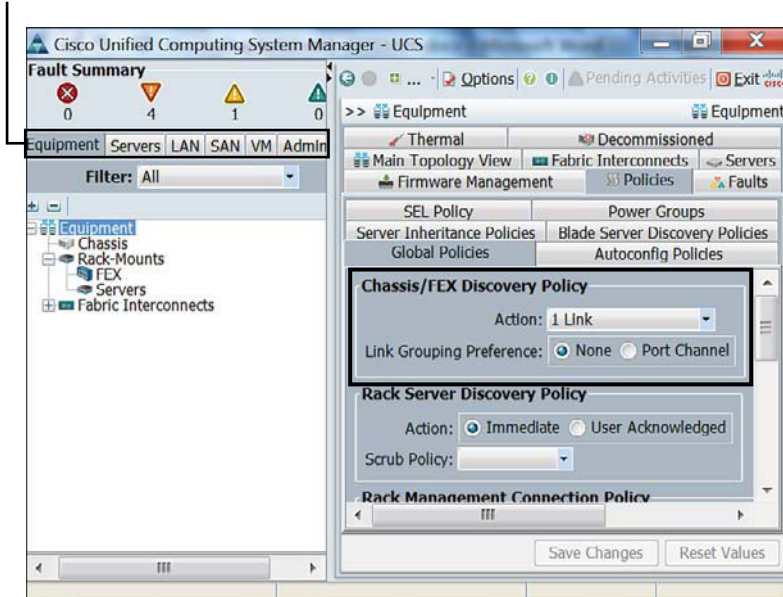 Cisco Unified Computing System Manager - UCS
Fault Summary
0 4 1 0
Equipment Servers LAN SAN VM Admin
Filter: All
Equipment
Chassis
Rack-Mounts
FEX
Servers
Fabric Interconnects
... Options Pending Activities Exit cisco
>> Equipment Equipment
Thermal Decommissioned
Main Topology View Fabric Interconnects Servers
Firmware Management Policies Faults
SEL Policy Power Groups
Server Inheritance Policies Blade Server Discovery Policies
Global Policies Autoconfig Policies
Chassis/FEX Discovery Policy
Action: 1 Link
Link Grouping Preference: None Port Channel
Rack Server Discovery Policy
Action: Immediate User Acknowledged
Scrub Policy:
Rack Management Connection Policy
Save Changes Reset Values